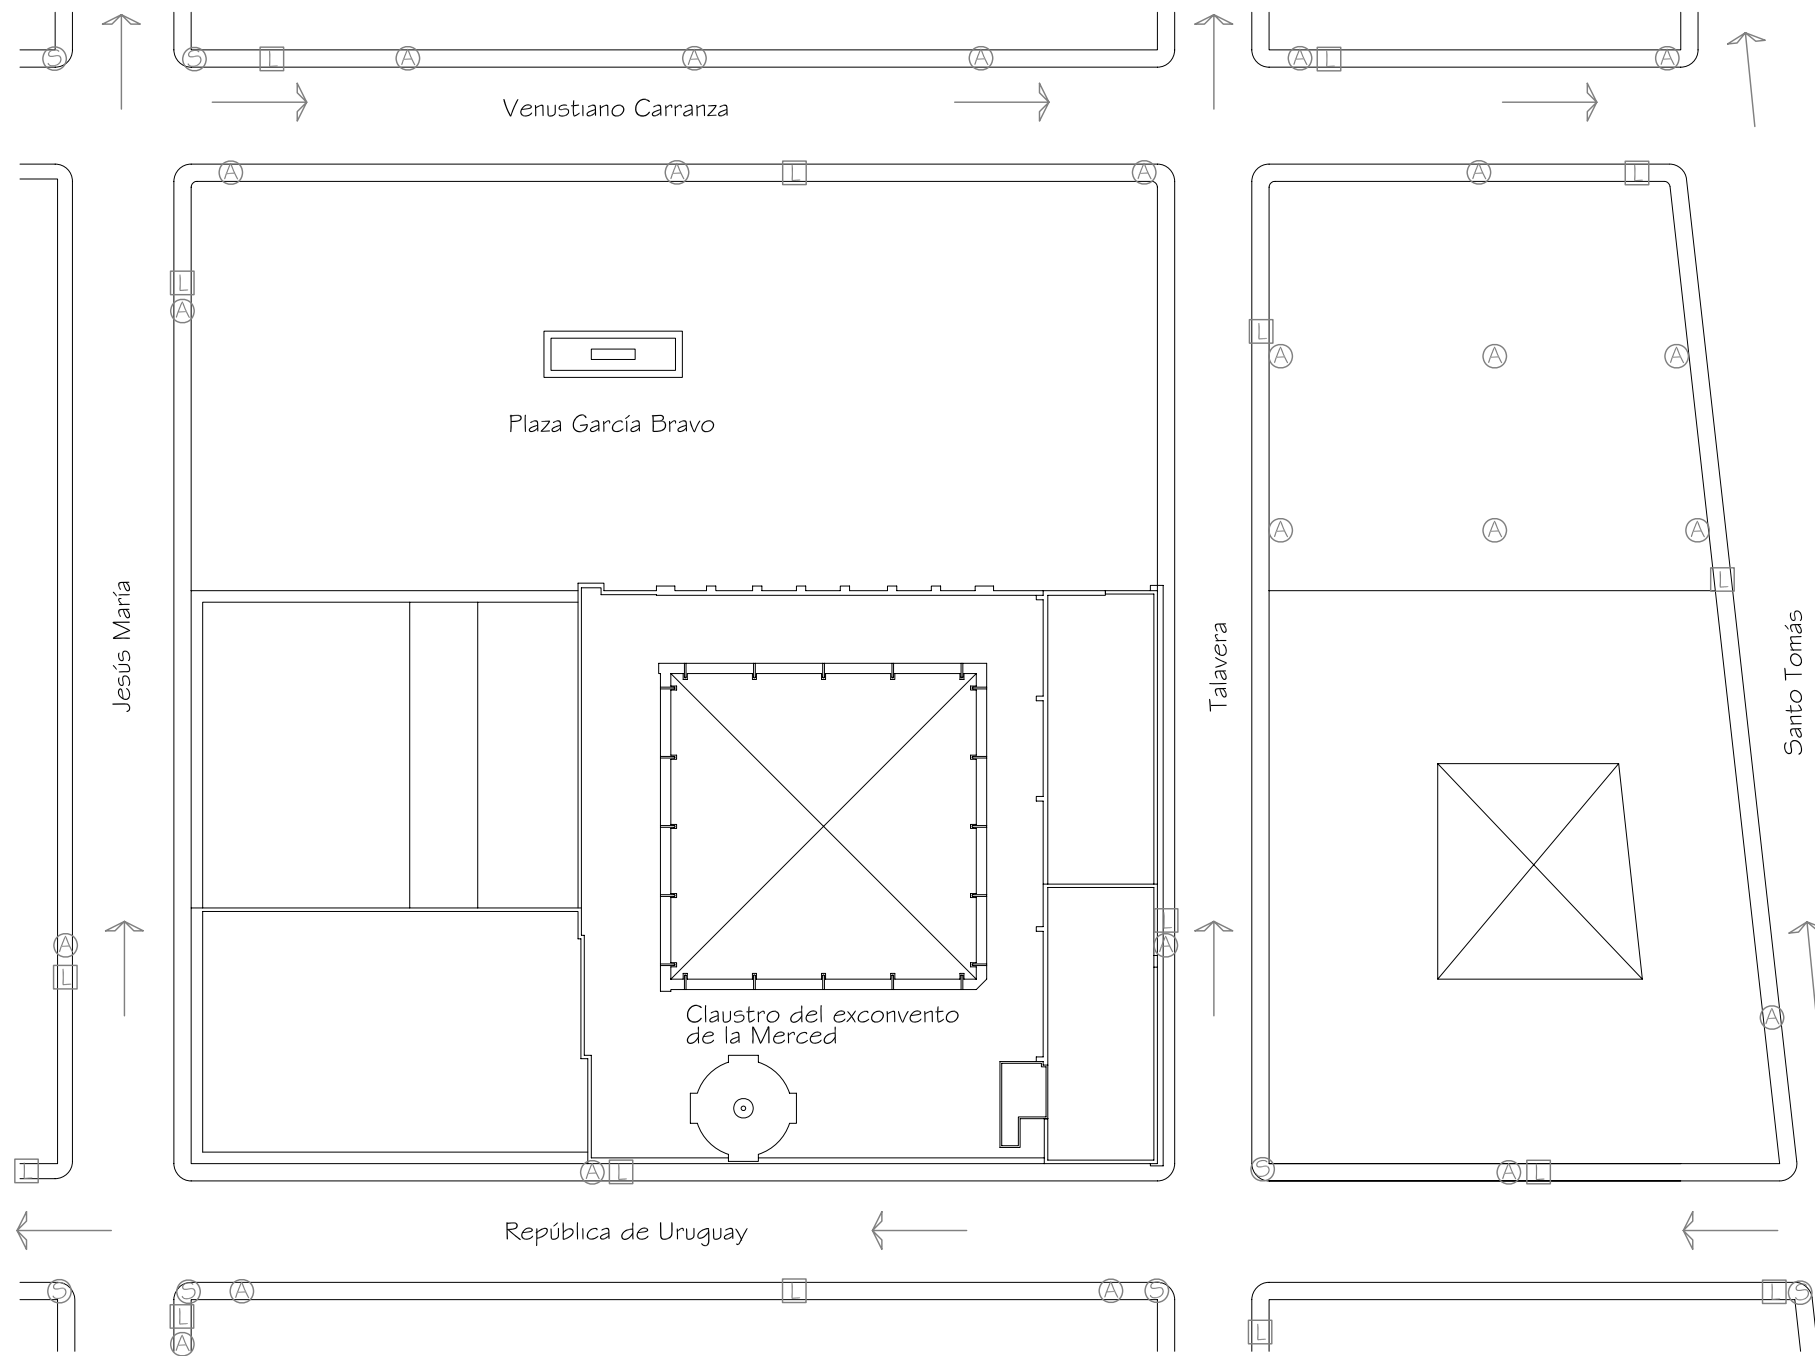 S
S
L
A
A
A
A
L
A
Venustiano Carranza
A
A
L
A
A
L
L
A
L
A
A
A
Plaza García Bravo
A
A
A
L
Jesús María
Talavera
Santo Tomás
L
A
A
L
Claustro del exconvento
de la Merced
A
L
A
L
S
A
L
República de Uruguay
S
S
A
L
A
S
L
S
L
A
L